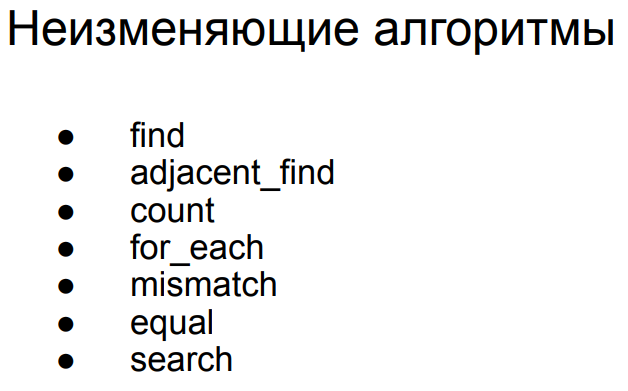 Неизменяющие алгоритмы
● find
● adjacent_find
● count
● for_each
● mismatch
● equal
● search